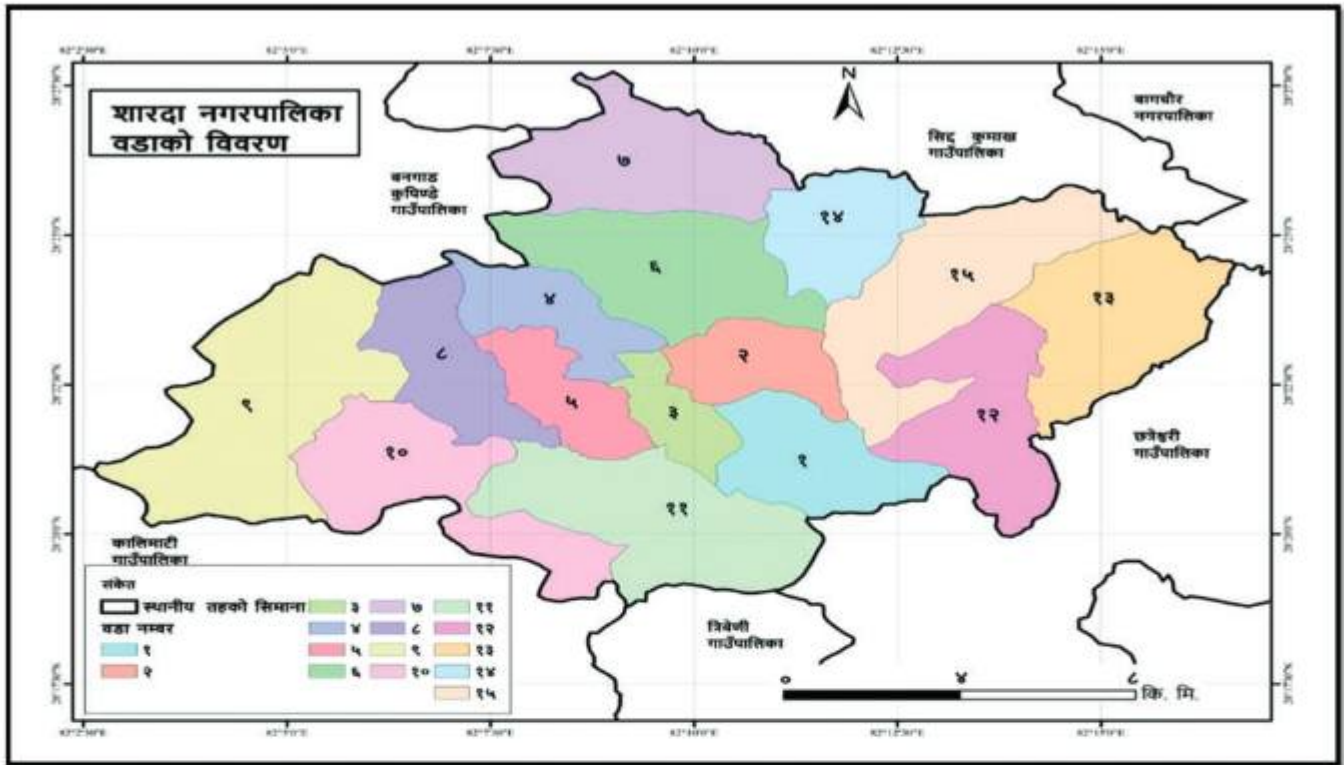 शारदा नगरपालिका
वडाको विवरण
N
बागचौर
नगरपालिका
सिद्ध कुमाख
गाउँपालिका
बनगाड
कुपिण्डे
गाउँपालिका
७
१४
६
१५
१३
४
८
२
९
५
३
१२
१०
१
११
छत्रेश्वरी
गाउँपालिका
कालिमाटी
गाउँपालिका
त्रिवेणी
गाउँपालिका
संकेत
स्थानीय तहको सिमाना
वडा नम्बर
१
२
३
४
५
६
७
८
९
१०
११
१२
१३
१४
१५
० ४ ८
कि. मि.